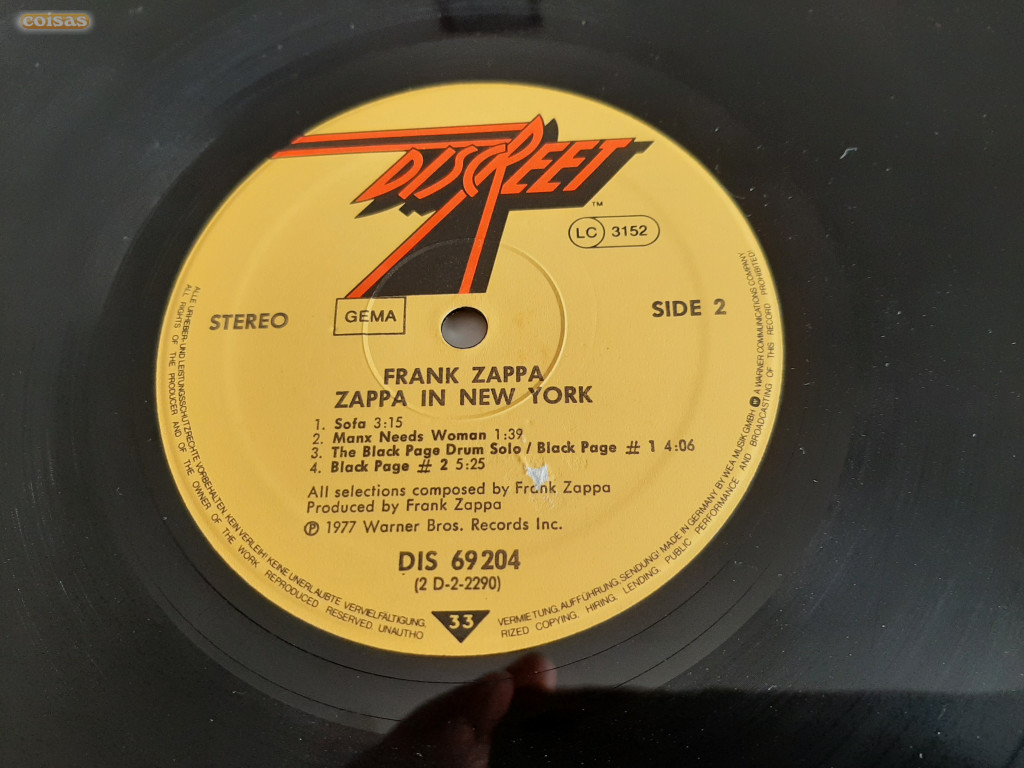 coisas
DISCREET
™
LC 3152
STEREO
GEMA
SIDE 2
FRANK ZAPPA
ZAPPA IN NEW YORK
1. Sofa 3:15
2. Manx Needs Woman 1:39
3. The Black Page Drum Solo / Black Page # 1 4:06
4. Black Page # 2 5:25
All selections composed by Frank Zappa
Produced by Frank Zappa
℗ 1977 Warner Bros. Records Inc.
DIS 69 204
(2 D-2-2290)
33
ALLE URHEBER- UND LEISTUNGSSCHUTZRECHTE VORBEHALTEN. KEIN VERLEIH! KEINE UNERLAUBTE VERVIELFÄLTIGUNG. VERMIETUNG. AUFFÜHRUNG. SENDUNG! MADE IN GERMANY BY WEA MUSIK GMBH A WARNER COMMUNICATIONS COMPANY.
ALL RIGHTS OF THE PRODUCER AND OF THE OWNER OF THE WORK REPRODUCED RESERVED. UNAUTHORIZED COPYING. HIRING. LENDING. PUBLIC PERFORMANCE AND BROADCASTING OF THIS RECORD PROHIBITED!